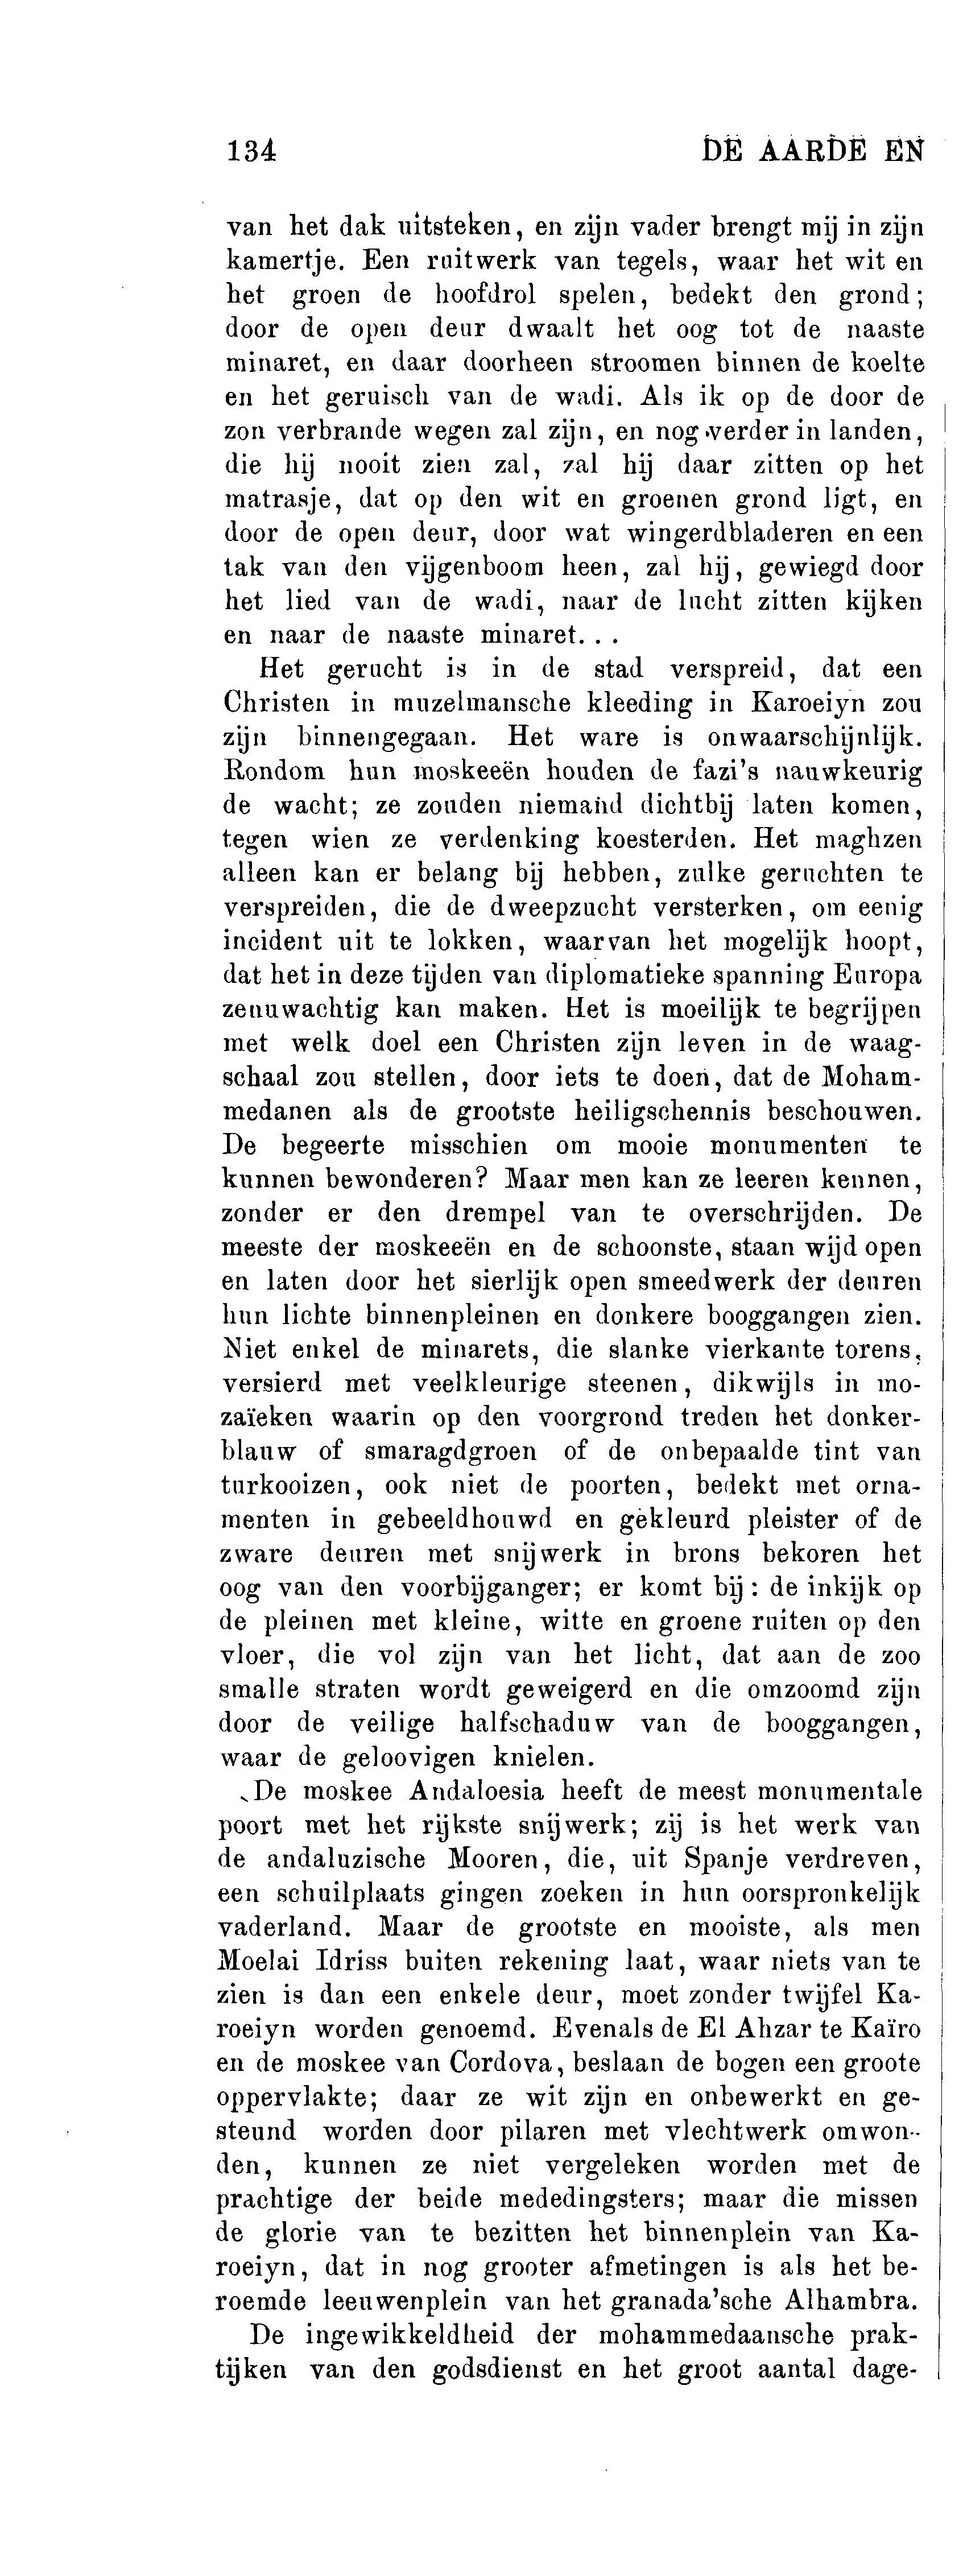 134 DE AARDE EN
van het dak uitsteken, en zijn vader brengt mij in zijn
kamertje. Een ruitwerk van tegels, waar het wit en
het groen de hoofdrol spelen, bedekt den grond;
door de open deur dwaalt het oog tot de naaste
minaret, en daar doorheen stroomen binnen de koelte
en het geruisch van de wadi. Als ik op de door de
zon verbrande wegen zal zijn, en nog verder in landen,
die hij nooit zien zal, zal hij daar zitten op het
matrasje, dat op den wit en groenen grond ligt, en
door de open deur, door wat wingerdbladeren en een
tak van den vijgenboom heen, zal hij, gewiegd door
het lied van de wadi, naar de lucht zitten kijken
en naar de naaste minaret...
Het gerucht is in de stad verspreid, dat een
Christen in muzelmansche kleeding in Karoeiyn zou
zijn binnengegaan. Het ware is onwaarschijnlijk.
Rondom hun moskeeën houden de fazi's nauwkeurig
de wacht; ze zouden niemand dichtbij laten komen,
tegen wien ze verdenking koesterden. Het maghzen
alleen kan er belang bij hebben, zulke geruchten te
verspreiden, die de dweepzucht versterken, om eenig
incident uit te lokken, waarvan het mogelijk hoopt,
dat het in deze tijden van diplomatieke spanning Europa
zenuwachtig kan maken. Het is moeilijk te begrijpen
met welk doel een Christen zijn leven in de waag-
schaal zou stellen, door iets te doen, dat de Moham-
medanen als de grootste heiligschennis beschouwen.
De begeerte misschien om mooie monumenten te
kunnen bewonderen? Maar men kan ze leeren kennen,
zonder er den drempel van te overschrijden. De
meeste der moskeeën en de schoonste, staan wijd open
en laten door het sierlijk open smeedwerk der deuren
hun lichte binnenpleinen en donkere booggangen zien.
Niet enkel de minarets, die slanke vierkante torens,
versierd met veelkleurige steenen, dikwijls in mo-
zaïeken waarin op den voorgrond treden het donker-
blauw of smaragdgroen of de onbepaalde tint van
turkooizen, ook niet de poorten, bedekt met orna-
menten in gebeeldhouwd en gekleurd pleister of de
zware deuren met snijwerk in brons bekoren het
oog van den voorbijganger; er komt bij: de inkijk op
de pleinen met kleine, witte en groene ruiten op den
vloer, die vol zijn van het licht, dat aan de zoo
smalle straten wordt geweigerd en die omzoomd zijn
door de veilige halfschaduw van de booggangen,
waar de geloovigen knielen.
De moskee Andaloesia heeft de meest monumentale
poort met het rijkste snijwerk; zij is het werk van
de andaluzische Mooren, die, uit Spanje verdreven,
een schuilplaats gingen zoeken in hun oorspronkelijk
vaderland. Maar de grootste en mooiste, als men
Moelai Idriss buiten rekening laat, waar niets van te
zien is dan een enkele deur, moet zonder twijfel Ka-
roeiyn worden genoemd. Evenals de El Ahzar te Kaïro
en de moskee van Cordova, beslaan de bogen een groote
oppervlakte; daar ze wit zijn en onbewerkt en ge-
steund worden door pilaren met vlechtwerk omwon-
den, kunnen ze niet vergeleken worden met de
prachtige der beide mededingsters; maar die missen
de glorie van te bezitten het binnenplein van Ka-
roeiyn, dat in nog grooter afmetingen is als het be-
roemde leeuwenplein van het granada'sche Alhambra.
De ingewikkeldheid der mohammedaansche prak-
tijken van den godsdienst en het groot aantal dage-